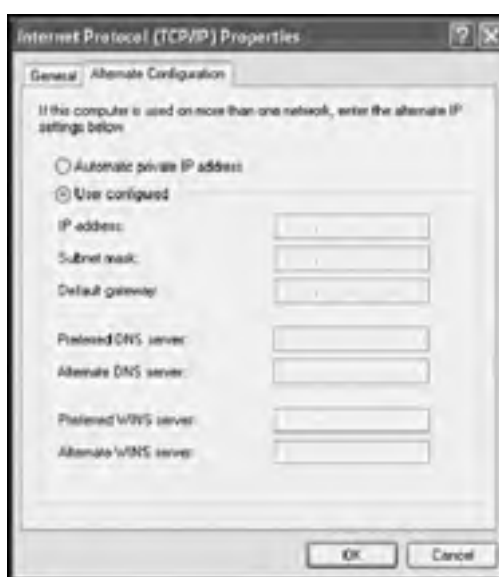 Internet Protocol (TCP/IP) Properties
General
Alternate Configuration
If this computer is used on more than one network, enter the alternate IP
settings below.
Automatic private IP address
User configured
IP address:
Subnet mask:
Default gateway:
Preferred DNS server:
Alternate DNS server:
Preferred WINS server:
Alternate WINS server:
OK
Cancel